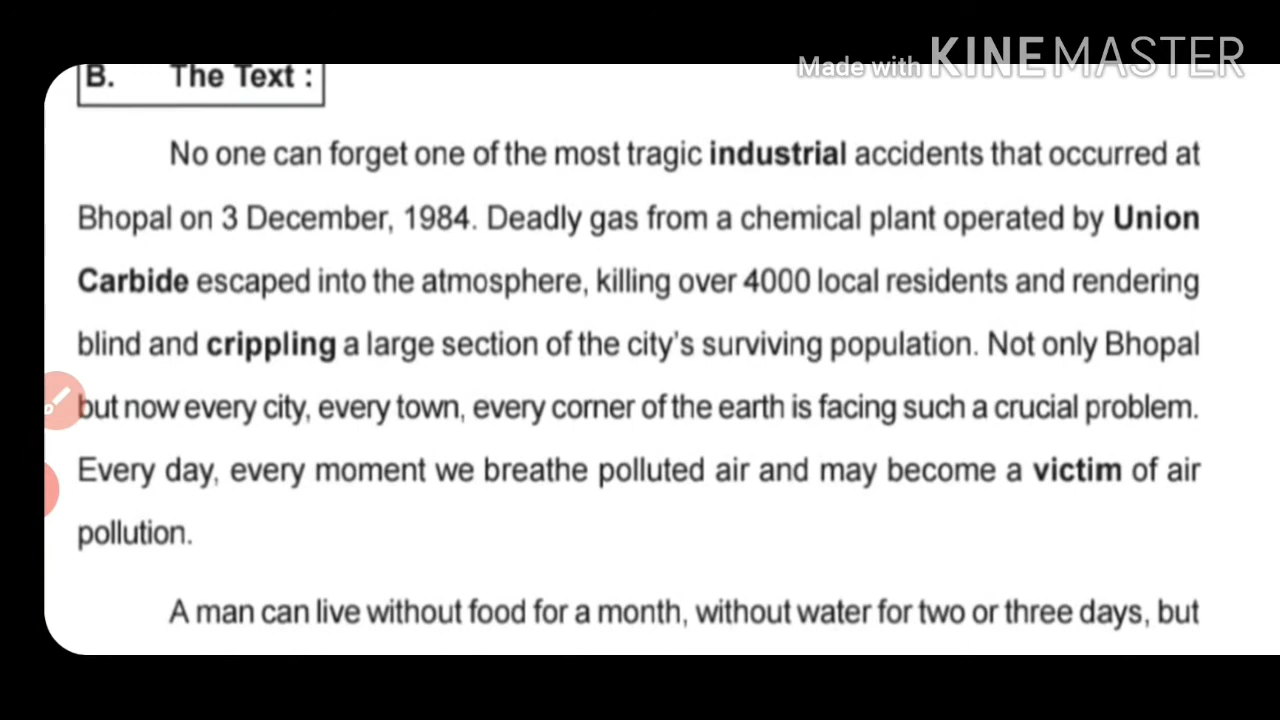 Made with KINEMASTER
B. The Text :
No one can forget one of the most tragic industrial accidents that occurred at
Bhopal on 3 December, 1984. Deadly gas from a chemical plant operated by Union
Carbide escaped into the atmosphere, killing over 4000 local residents and rendering
blind and crippling a large section of the city's surviving population. Not only Bhopal
but now every city, every town, every corner of the earth is facing such a crucial problem.
Every day, every moment we breathe polluted air and may become a victim of air
pollution.
A man can live without food for a month, without water for two or three days, but